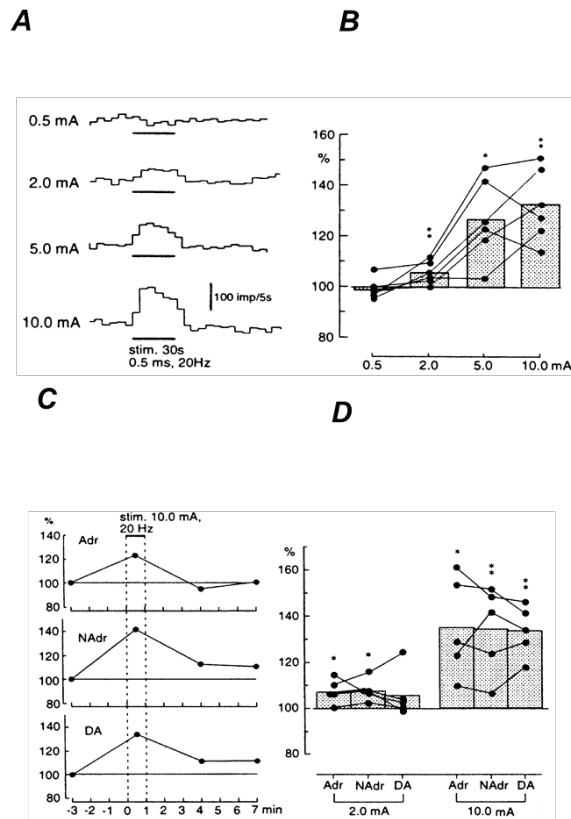 A
B
0.5 mA
2.0 mA
5.0 mA
10.0 mA
100 imp/5s
stim. 30s
0.5 ms, 20Hz
160
%
140
120
100
80
*
*
*
*
*
*
0.5 2.0 5.0 10.0 mA
C
D
stim. 10.0 mA,
20 Hz
%
140
Adr
120
100
80
140
NAdr
120
100
80
140
DA
120
100
80
-3 -2 -1 0 1 2 3 4 5 6 7 min
%
160
140
120
100
80
*
*
*
*
*
*
*
Adr NAdr DA Adr NAdr DA
2.0 mA 10.0 mA